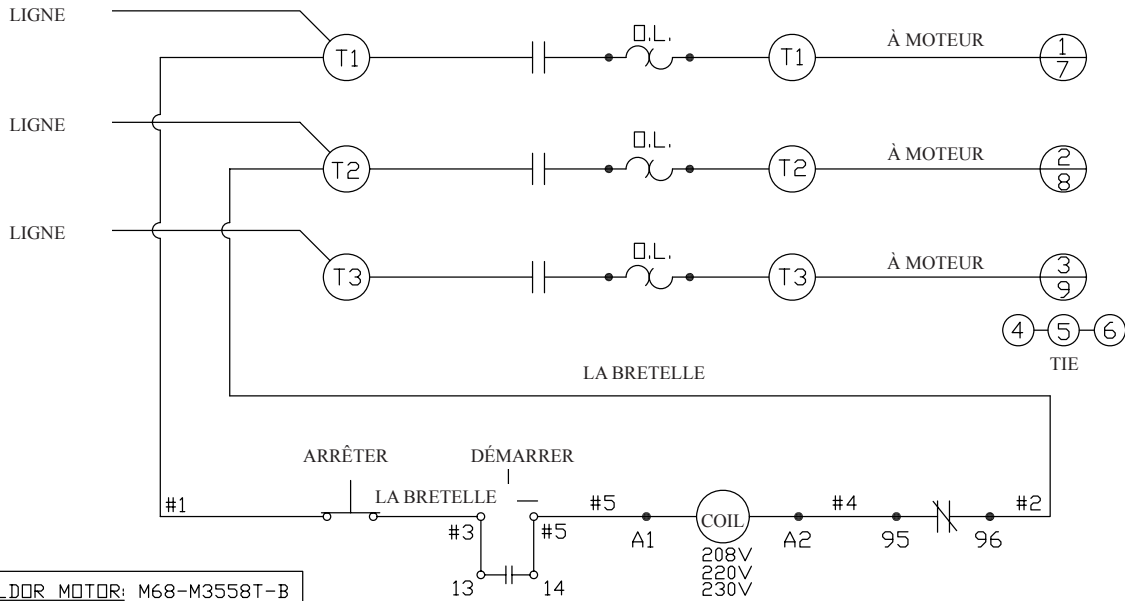 LIGNE
O.L.
T1
T1
À MOTEUR
1
7
LIGNE
O.L.
T2
T2
À MOTEUR
2
8
LIGNE
O.L.
T3
T3
À MOTEUR
3
9
4 5 6
TIE
LA BRETELLE
ARRÊTER
DÉMARRER
#1
LA BRETELLE
#3
#5
#5
A1
COIL
208V
220V
230V
A2
#4
95
96
#2
13
14
LDOR MOTOR: M68-M3558T-B